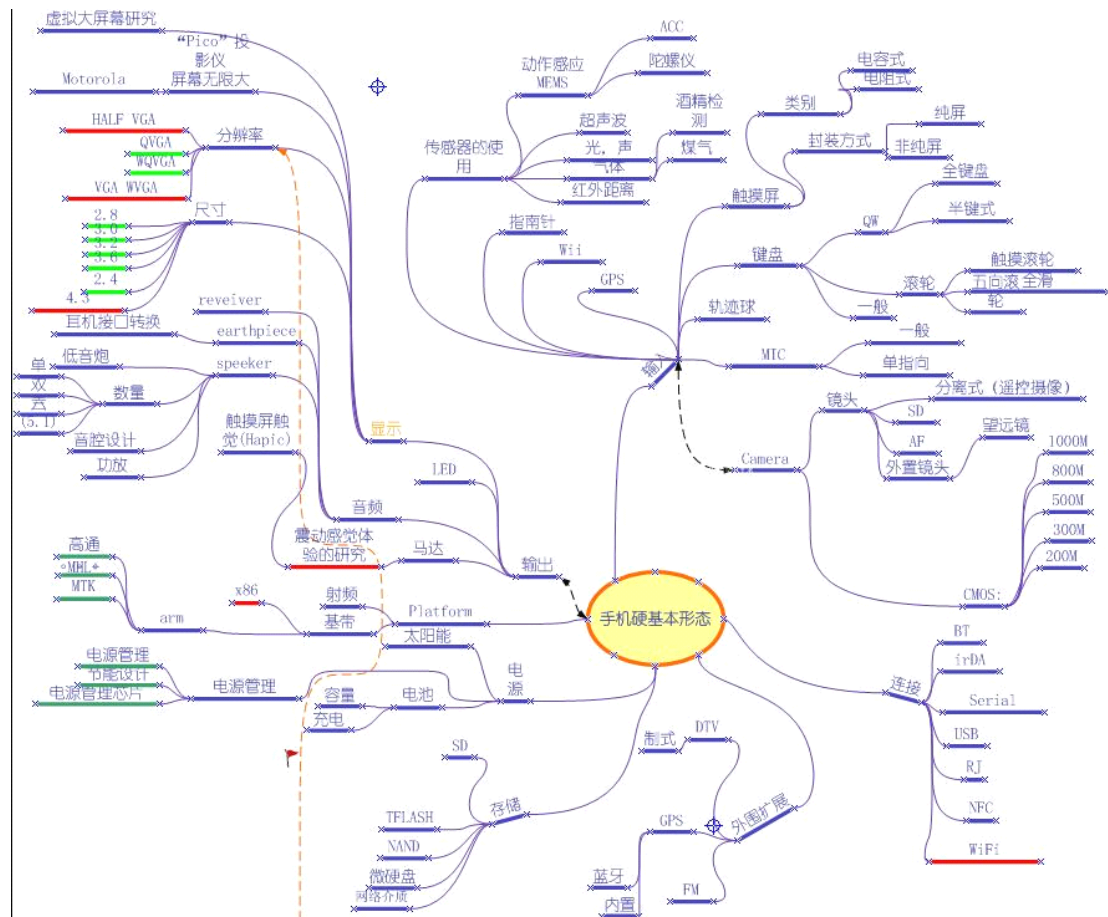 虚拟大屏幕研究
“Pico”投
影仪
屏幕无限大
Motorola
HALF VGA
QVGA
WQVGA
VGA WVGA
分辨率
尺寸
2.8
3.0
3.2
3.6
2.4
4.3
reveiver
耳机接口转换
earthpiece
低音炮
speeker
单
双
云
(5.1)
数量
音腔设计
功放
触摸屏触
觉(Hapic)
显示
LED
音频
震动感觉体
验的研究
马达
输出
高通
MTK
x86
arm
射频
基带
Platform
太阳能
电源管理
节能设计
电源管理芯片
电源管理
容量
充电
电池
电
源
SD
TFLASH
NAND
微硬盘
网络介质
存储
手机硬基本形态
动作感应
MEMS
ACC
陀螺仪
传感器的使
用
超声波
光，声
气体
红外距离
酒精检
测
煤气
指南针
Wii
GPS
输入
类别
电容式
电阻式
封装方式
纯屏
非纯屏
触摸屏
键盘
QW
全键盘
半键式
滚轮
触摸滚轮
五向滚
全滑
轮
一般
轨迹球
MIC
一般
单指向
Camera
镜头
分离式（遥控摄像）
SD
AF
外置镜头
望远镜
1000M
800M
500M
300M
200M
CMOS:
连接
BT
irDA
Serial
USB
RJ
NFC
WiFi
DTV
制式
GPS
外围扩展
蓝牙
内置
FM